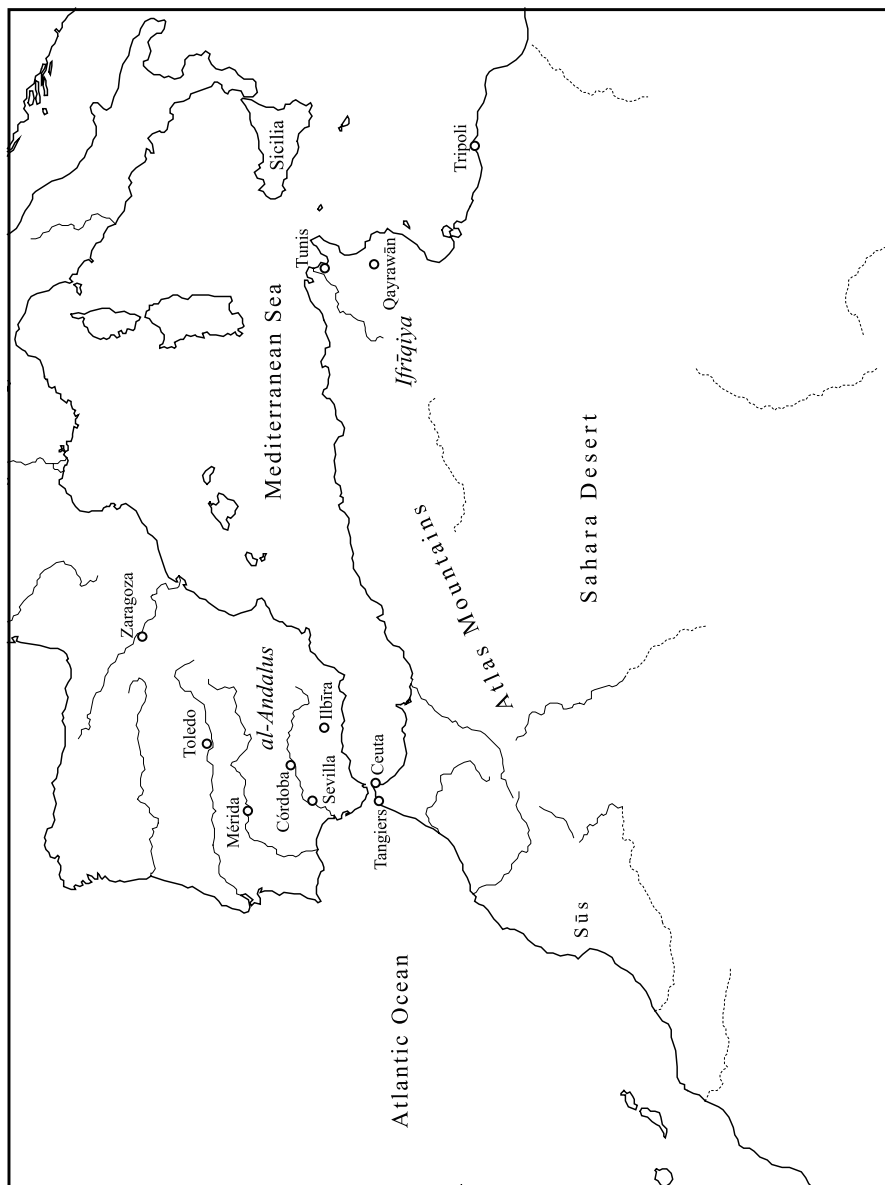 Zaragoza
Toledo
Mérida
al-Andalus
Córdoba
Sevilla
Ilbīra
Ceuta
Tangiers
Mediterranean Sea
Sicilia
Tunis
Qayrawān
Ifrīqiya
Tripoli
Atlantic Ocean
Atlas Mountains
Sūs
Sahara Desert